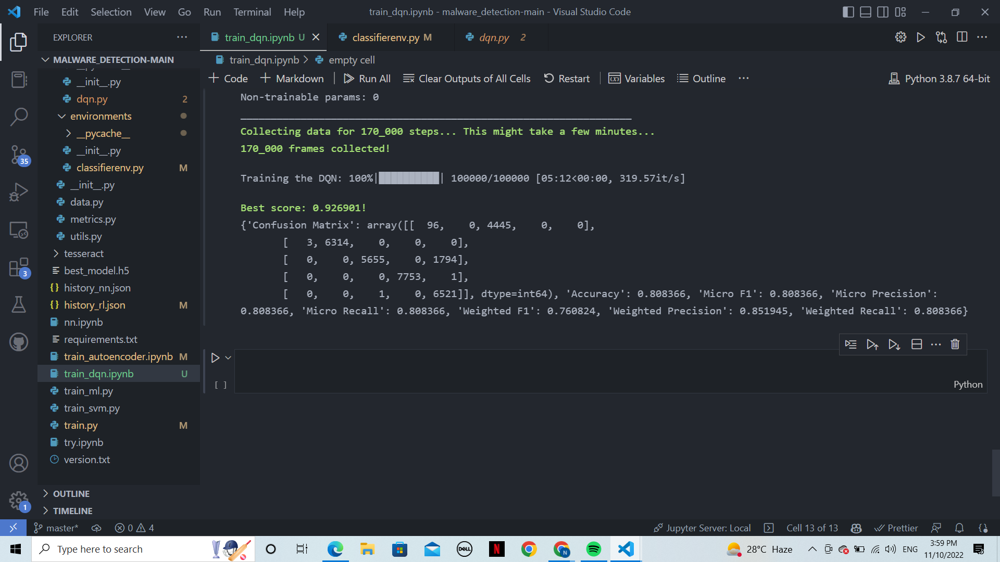 File Edit Selection View Go Run Terminal Help train_dqn.ipynb - malware_detection-main - Visual Studio Code
EXPLORER ··· train_dqn.ipynb U classifierenv.py M dqn.py 2
MALWARE_DETECTION-MAIN
train_dqn.ipynb > empty cell
Code Markdown Run All Clear Outputs of All Cells Restart Variables Outline ··· Python 3.8.7 64-bit
__init__.py
dqn.py 2
environments
__pycache__
__init__.py
classifierenv.py M
__init__.py
data.py
metrics.py
utils.py
tesseract
best_model.h5
history_nn.json
history_rl.json M
nn.ipynb
requirements.txt
train_autoencoder.ipynb M
train_dqn.ipynb U
train_ml.py
train_svm.py
train.py M
try.ipynb
version.txt
OUTLINE
TIMELINE
35
3
1
Non-trainable params: 0
_________________________________________________________________
Collecting data for 170_000 steps... This might take a few minutes...
170_000 frames collected!
Training the DQN: 100%|██████████| 100000/100000 [05:12<00:00, 319.57it/s]
Best score: 0.926901!
{'Confusion Matrix': array([[  96,    0, 4445,    0,    0],
[   3, 6314,    0,    0,    0],
[   0,    0, 5655,    0, 1794],
[   0,    0,    0, 7753,    1],
[   0,    0,    1,    0, 6521]], dtype=int64), 'Accuracy': 0.808366, 'Micro F1': 0.808366, 'Micro Precision':
0.808366, 'Micro Recall': 0.808366, 'Weighted F1': 0.760824, 'Weighted Precision': 0.851945, 'Weighted Recall': 0.808366}
[ ]
Python
master* 0 4 Jupyter Server: Local Cell 13 of 13 Prettier
Type here to search DELL N N 28°C Haze ENG 3:59 PM
11/10/2022